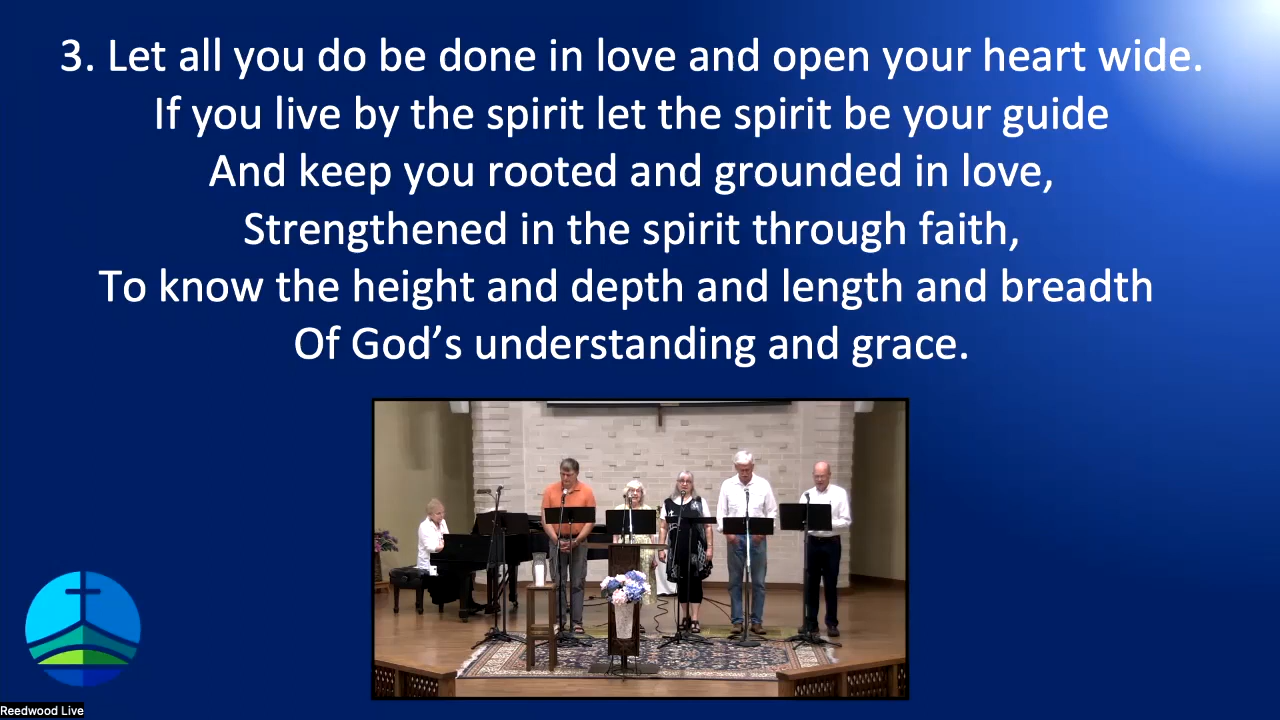 3. Let all you do be done in love and open your heart wide.
If you live by the spirit let the spirit be your guide
And keep you rooted and grounded in love,
Strengthened in the spirit through faith,
To know the height and depth and length and breadth
Of God’s understanding and grace.
Reedwood Live